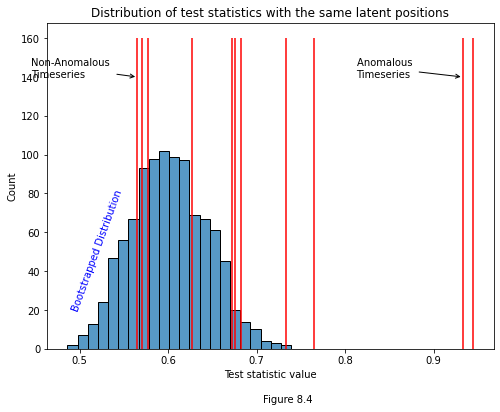 Distribution of test statistics with the same latent positions
160
140
120
100
80
60
40
20
0
Count
Non-Anomalous
Timeseries
Anomalous
Timeseries
Bootstrapped Distribution
0.5 0.6 0.7 0.8 0.9
Test statistic value
Figure 8.4